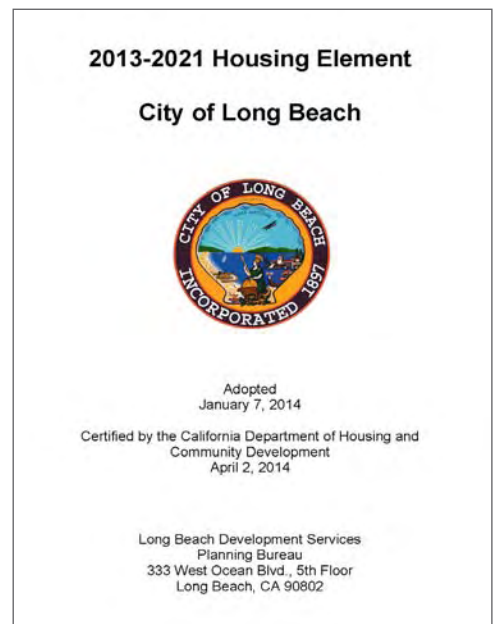 2013-2021 Housing Element
City of Long Beach
CITY OF LONG BEACH
INCORPORATED 1897
Adopted
January 7, 2014
Certified by the California Department of Housing and
Community Development
April 2, 2014
Long Beach Development Services
Planning Bureau
333 West Ocean Blvd., 5th Floor
Long Beach, CA 90802